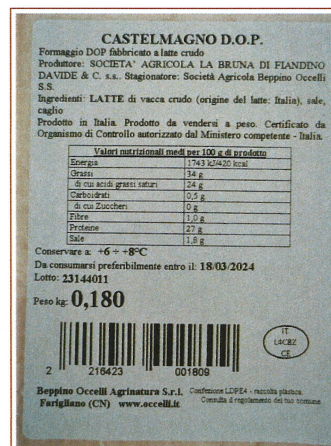 CASTELMAGNO D.O.P.
Formaggio DOP fabbricato a latte crudo
Produttore: SOCIETA' AGRICOLA LA BRUNA DI FIANDINO
DAVIDE & C. s.s.. Stagionatore: Società Agricola Beppino Occelli
S.S.
Ingredienti: LATTE di vacca crudo (origine del latte: Italia), sale,
caglio
Prodotto in Italia. Prodotto da vendersi a peso. Certificato da
Organismo di Controllo autorizzato dal Ministero competente - Italia.
Valori nutrizionali medi per 100 g di prodotto
Energia 1743 kJ/420 kcal
Grassi 34 g
di cui acidi grassi saturi 24 g
Carboidrati 0,5 g
di cui Zuccheri 0 g
Fibre 1,0 g
Proteine 27 g
Sale 1,8 g
Conservare a: +6 ÷ +8°C
Da consumarsi preferibilmente entro il: 18/03/2024
Lotto: 23144011
Peso kg: 0,180
IT
L4CBZ
CE
2 216423 001809
Beppino Occelli Agrinatura S.r.l. Confezione LDPE4 - raccolta plastica.
Farigliano (CN) www.occelli.it Consulta il regolamento del tuo comune